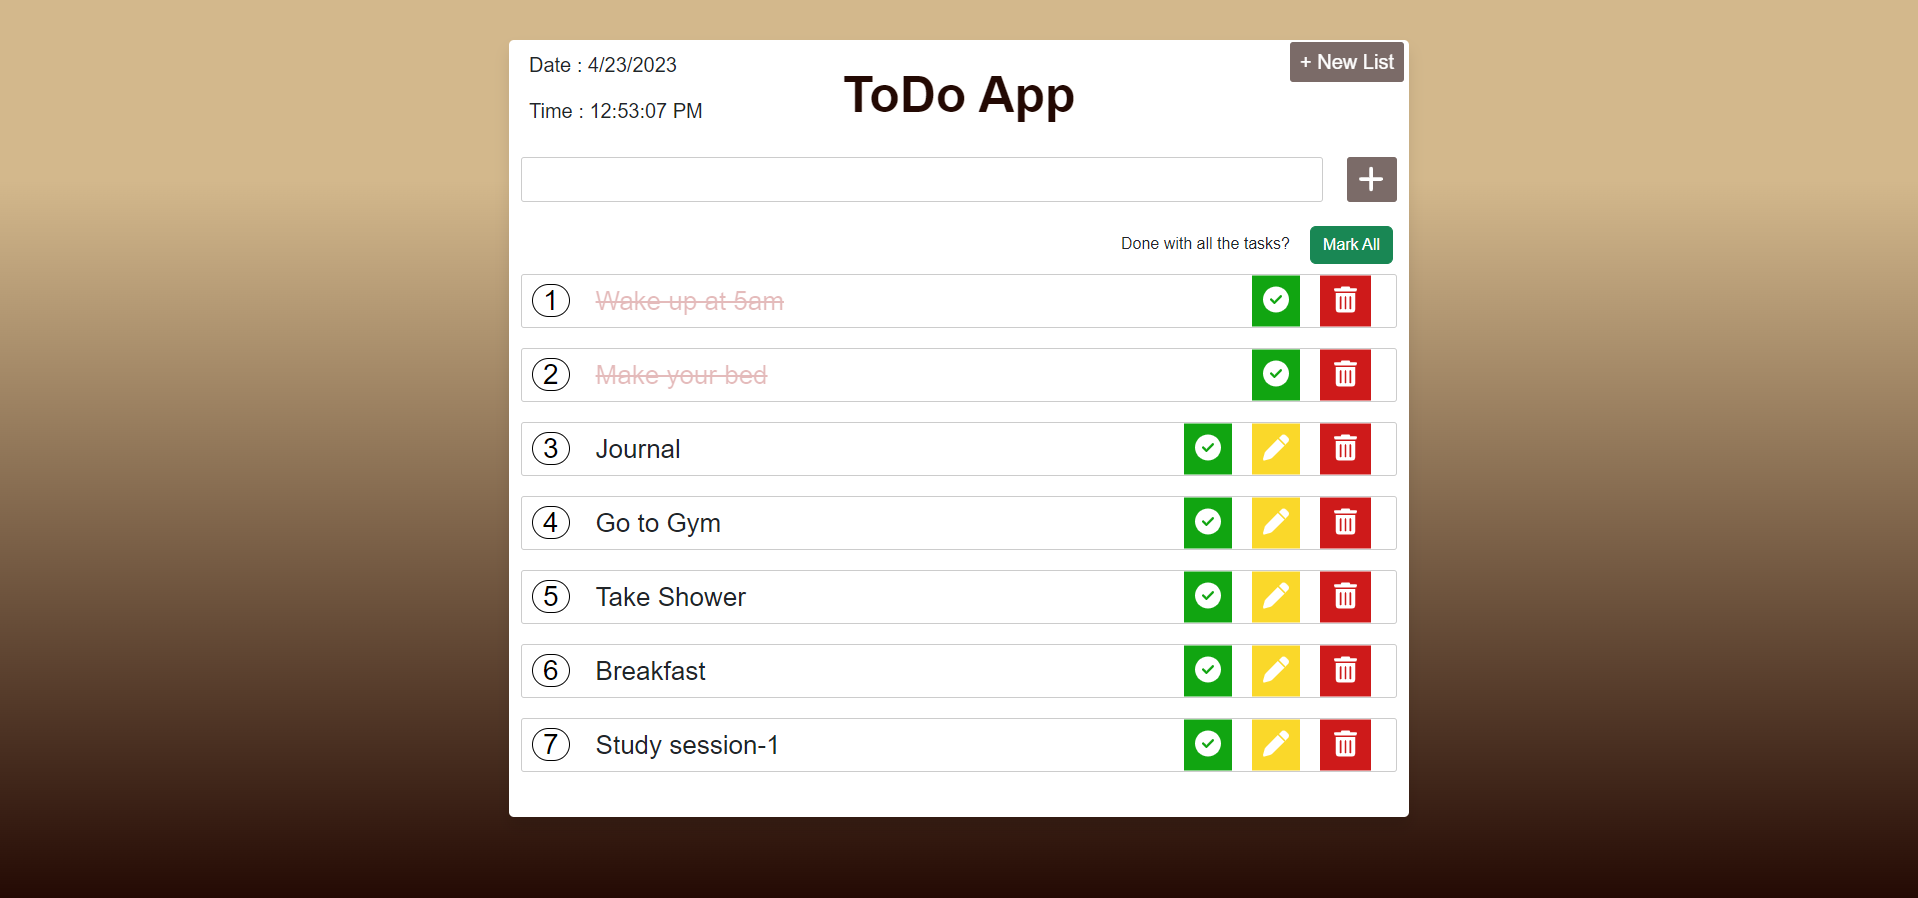 Date : 4/23/2023
+ New List
ToDo App
Time : 12:53:07 PM
Done with all the tasks?
Mark All
1 Wake up at 5am
2 Make your bed
3 Journal
4 Go to Gym
5 Take Shower
6 Breakfast
7 Study session-1